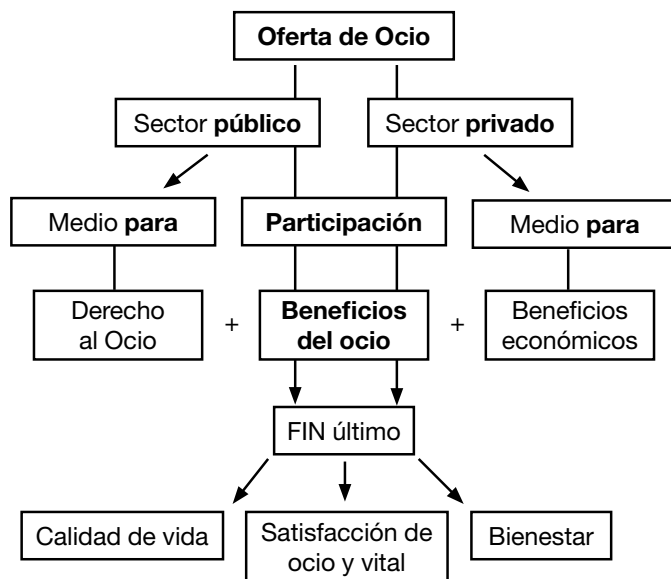 Oferta de Ocio
Sector público
Sector privado
Medio para
Participación
Medio para
Derecho
al Ocio
+
Beneficios
del ocio
+
Beneficios
económicos
FIN último
Calidad de vida
Satisfacción de
ocio y vital
Bienestar